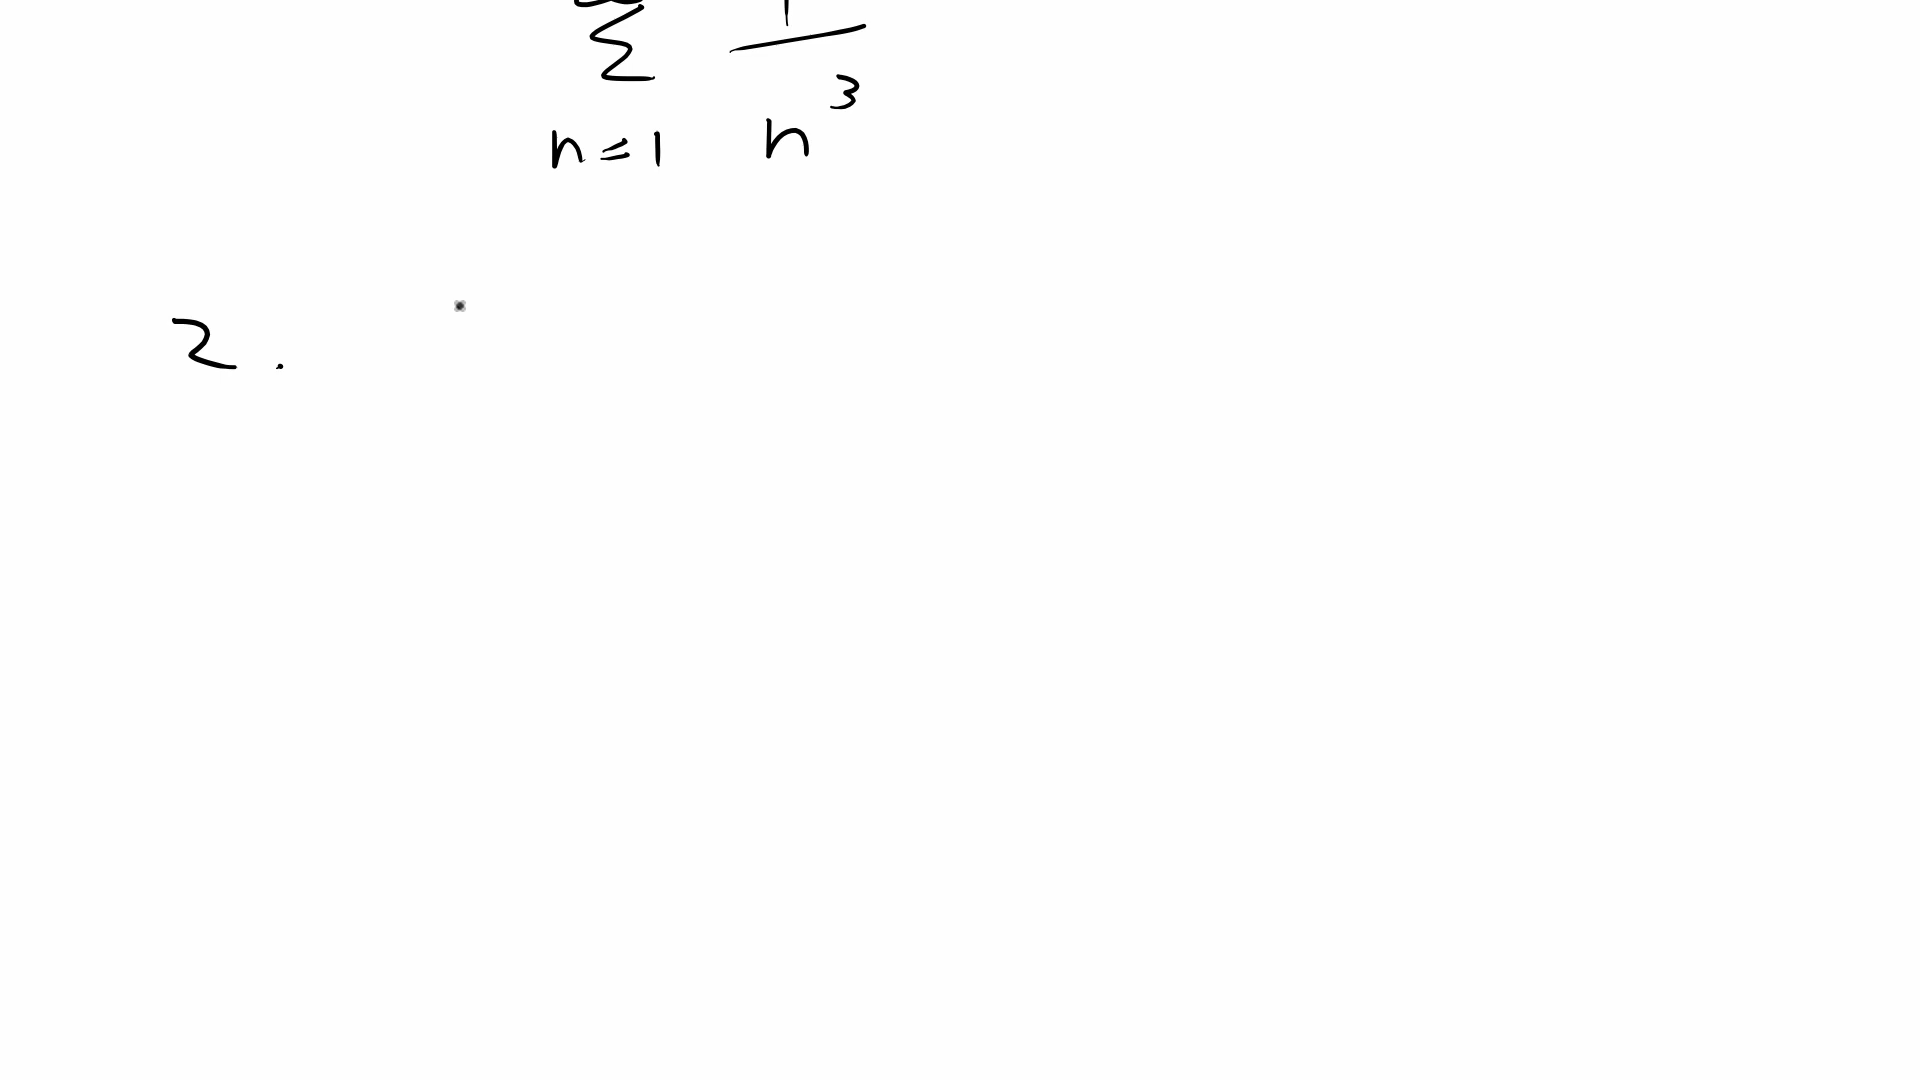 ∑ 1/n³
n=1
2.